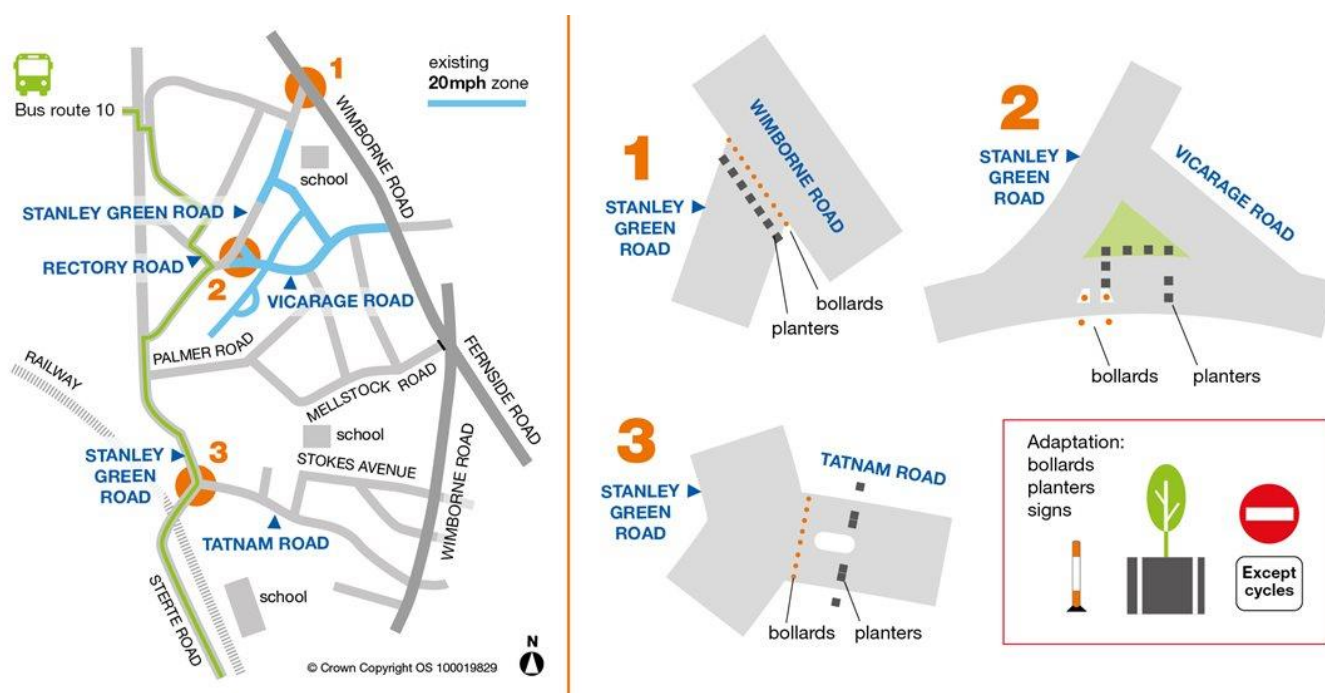 Bus route 10
1
existing
20mph zone
WIMBORNE ROAD
school
STANLEY GREEN ROAD
RECTORY ROAD
2
VICARAGE ROAD
PALMER ROAD
RAILWAY
MELLSTOCK ROAD
FERNSIDE ROAD
school
STANLEY
GREEN
ROAD
3
STOKES AVENUE
WIMBORNE ROAD
TATNAM ROAD
school
STERTE ROAD
© Crown Copyright OS 100019829
N
1
WIMBORNE ROAD
STANLEY
GREEN
ROAD
bollards
planters
2
STANLEY
GREEN
ROAD
VICARAGE ROAD
bollards
planters
3
STANLEY
GREEN
ROAD
TATNAM ROAD
bollards
planters
Adaptation:
bollards
planters
signs
Except
cycles